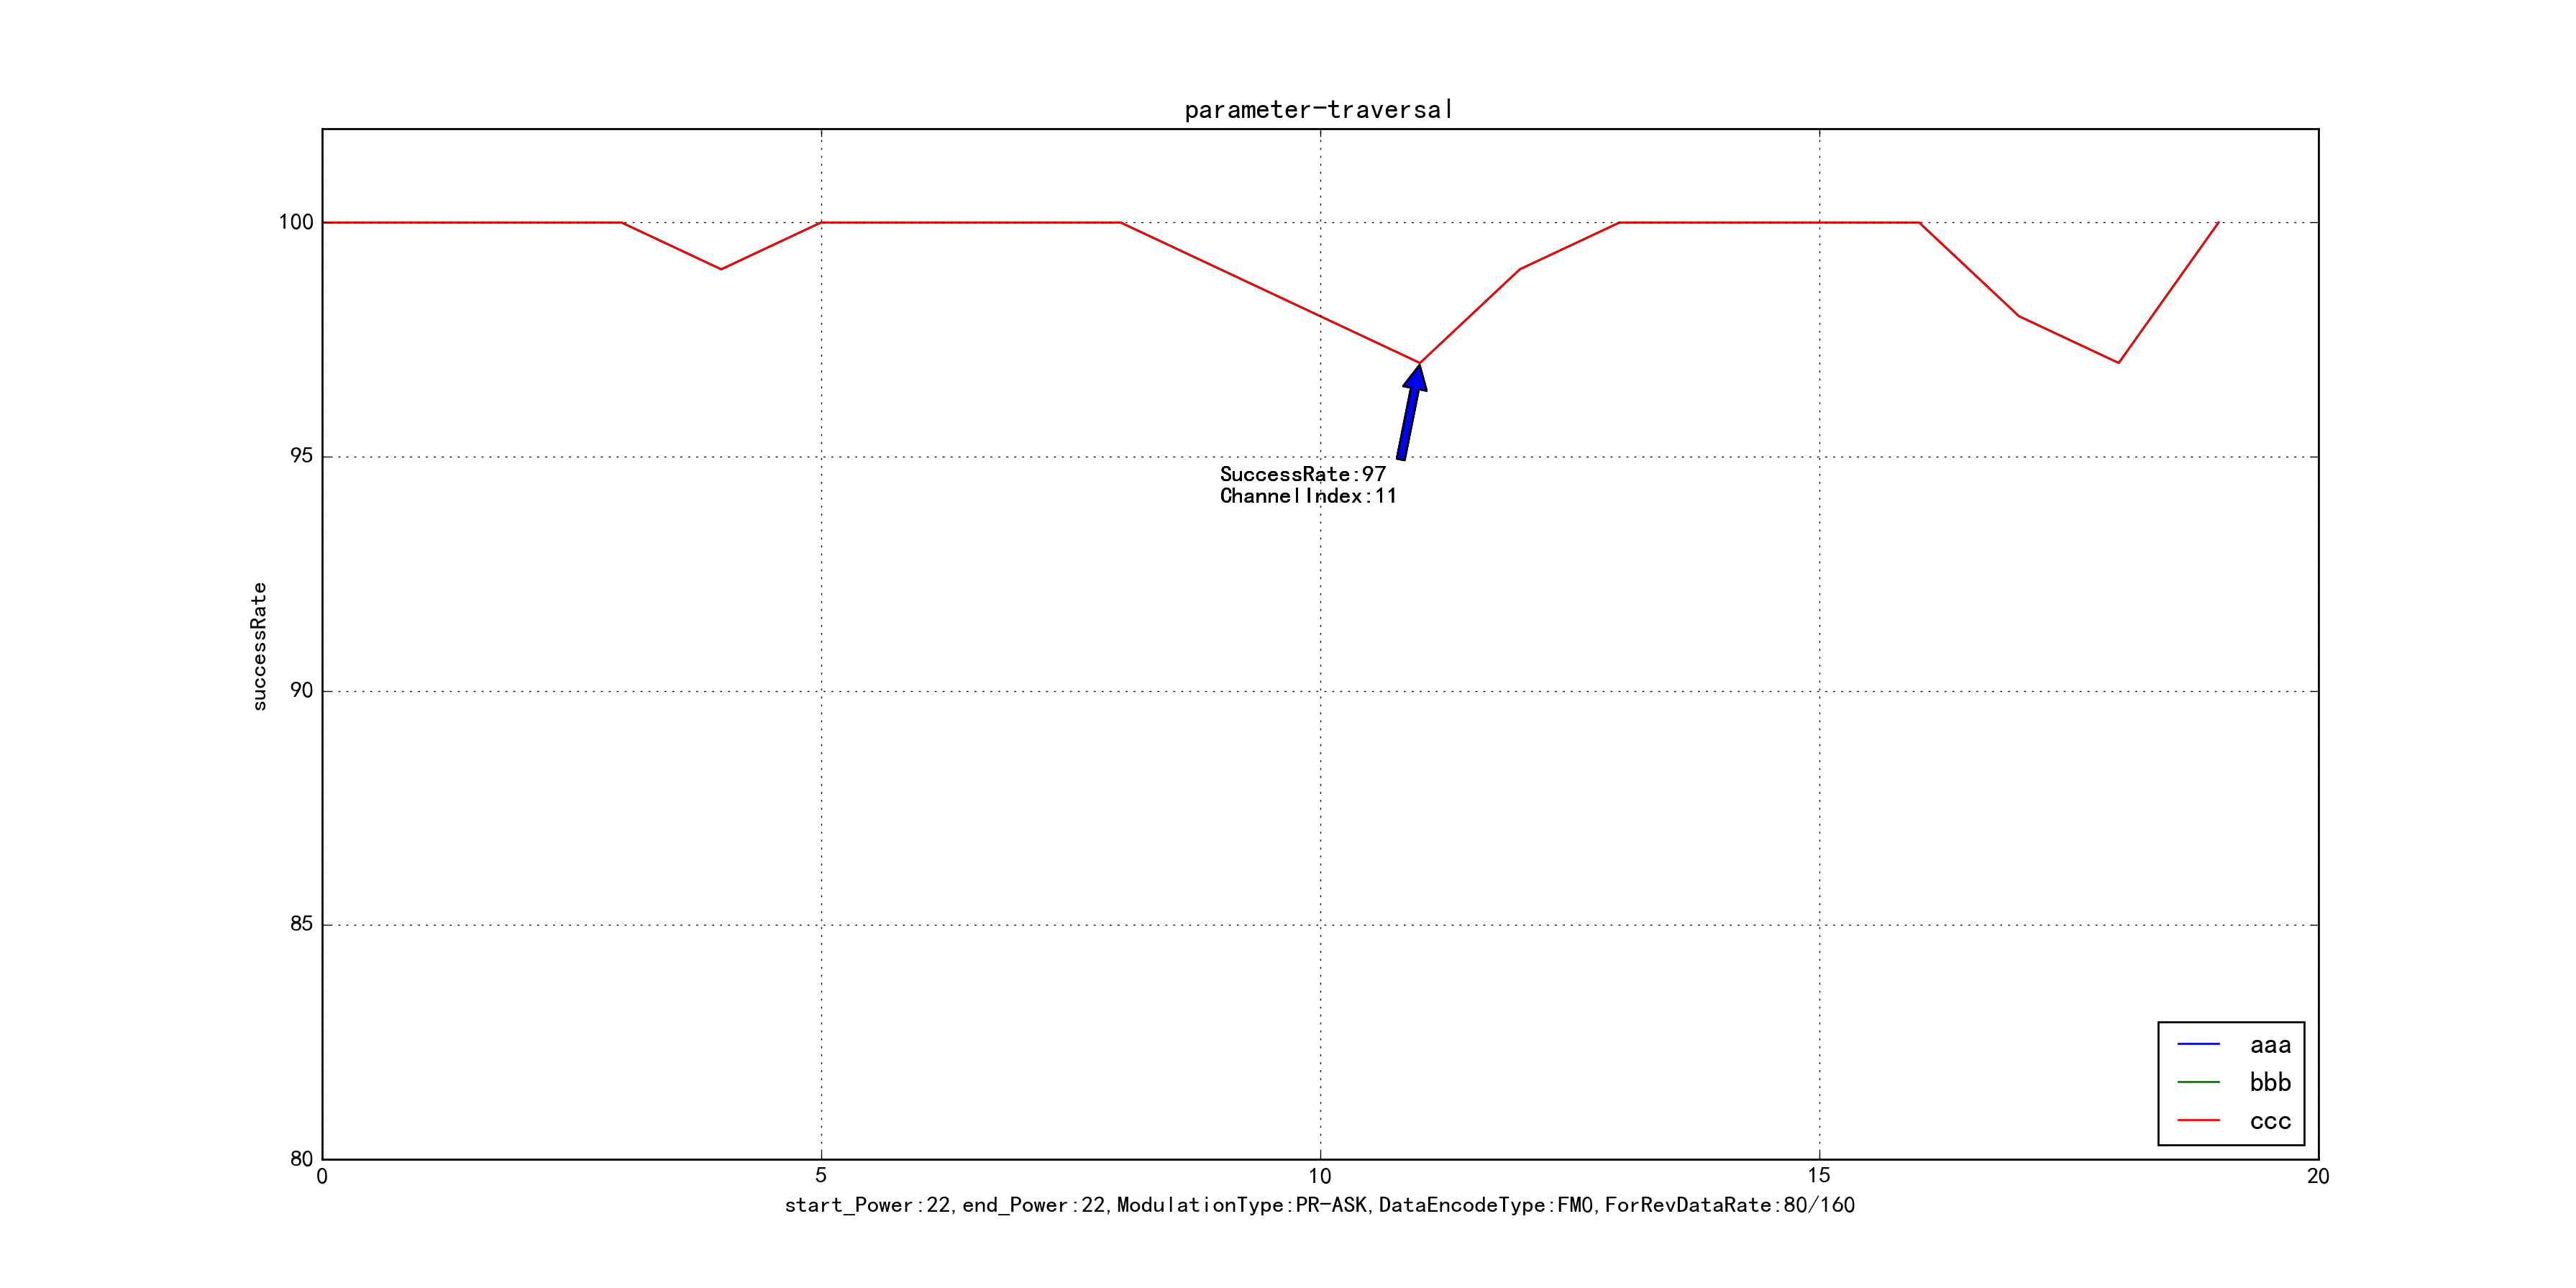 parameter-traversal
100
95
90
85
80
successRate
SuccessRate:97
ChannelIndex:11
aaa
bbb
ccc
0 5 10 15 20
start_Power:22,end_Power:22,ModulationType:PR-ASK,DataEncodeType:FM0,ForRevDataRate:80/160